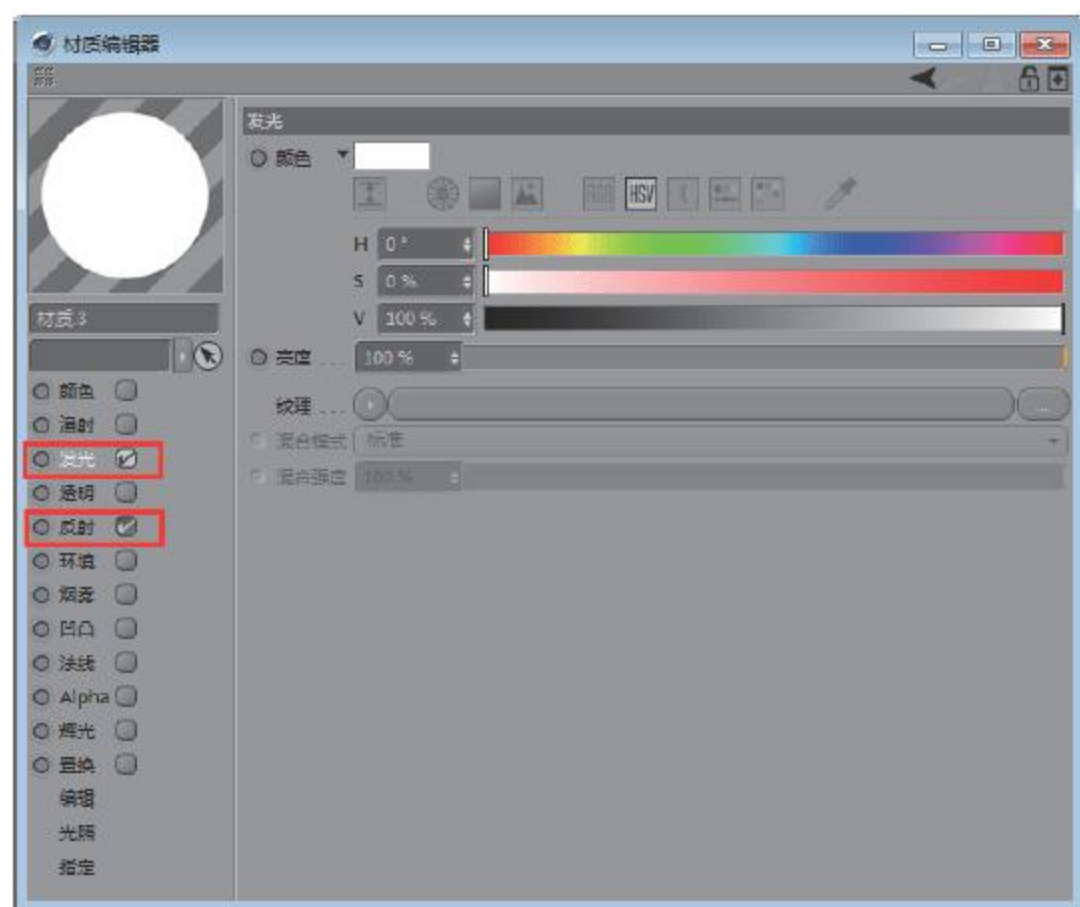 材质编辑器
发光
颜色
RGB HSV K
H 0°
S 0 %
V 100 %
材质.3
亮度 . . . . 100 %
纹理 . . . ...
混合模式 标准
混合强度 100 %
颜色
漫射
发光
透明
反射
环境
烟雾
凹凸
法线
Alpha
辉光
置换
编辑
光照
指定